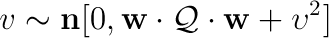 v ∼ n[0, w · 𝒬 · w + υ²]